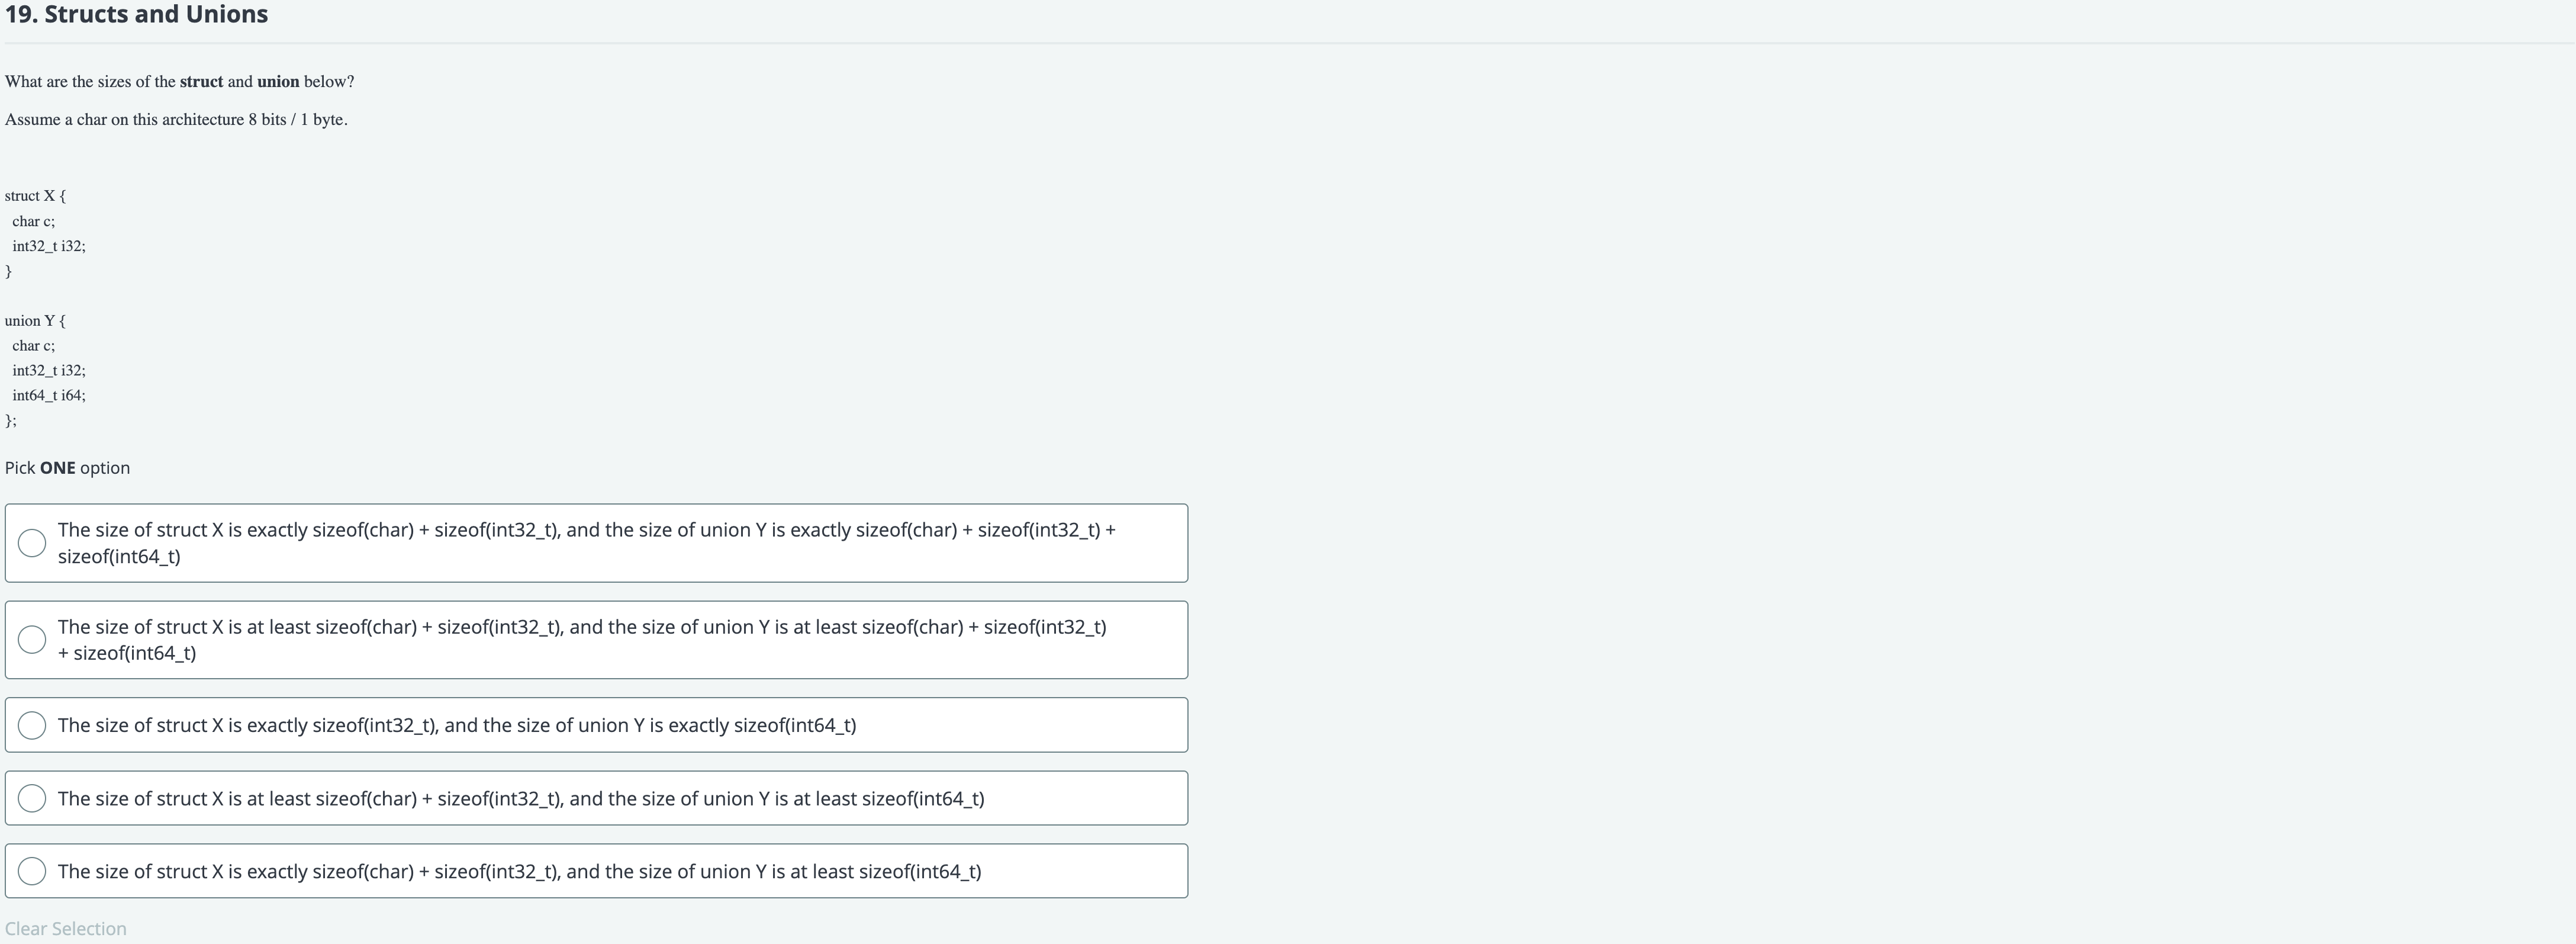 19. Structs and Unions
What are the sizes of the struct and union below?
Assume a char on this architecture 8 bits / 1 byte.
struct X {
char c;
int32_t i32;
}
union Y {
char c;
int32_t i32;
int64_t i64;
};
Pick ONE option
The size of struct X is exactly sizeof(char) + sizeof(int32_t), and the size of union Y is exactly sizeof(char) + sizeof(int32_t) +
sizeof(int64_t)
The size of struct X is at least sizeof(char) + sizeof(int32_t), and the size of union Y is at least sizeof(char) + sizeof(int32_t)
+ sizeof(int64_t)
The size of struct X is exactly sizeof(int32_t), and the size of union Y is exactly sizeof(int64_t)
The size of struct X is at least sizeof(char) + sizeof(int32_t), and the size of union Y is at least sizeof(int64_t)
The size of struct X is exactly sizeof(char) + sizeof(int32_t), and the size of union Y is at least sizeof(int64_t)
Clear Selection